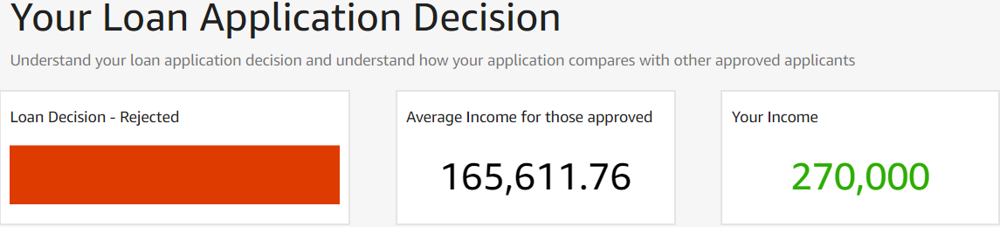 Your Loan Application Decision
Understand your loan application decision and understand how your application compares with other approved applicants
Loan Decision - Rejected
Average Income for those approved
165,611.76
Your Income
270,000